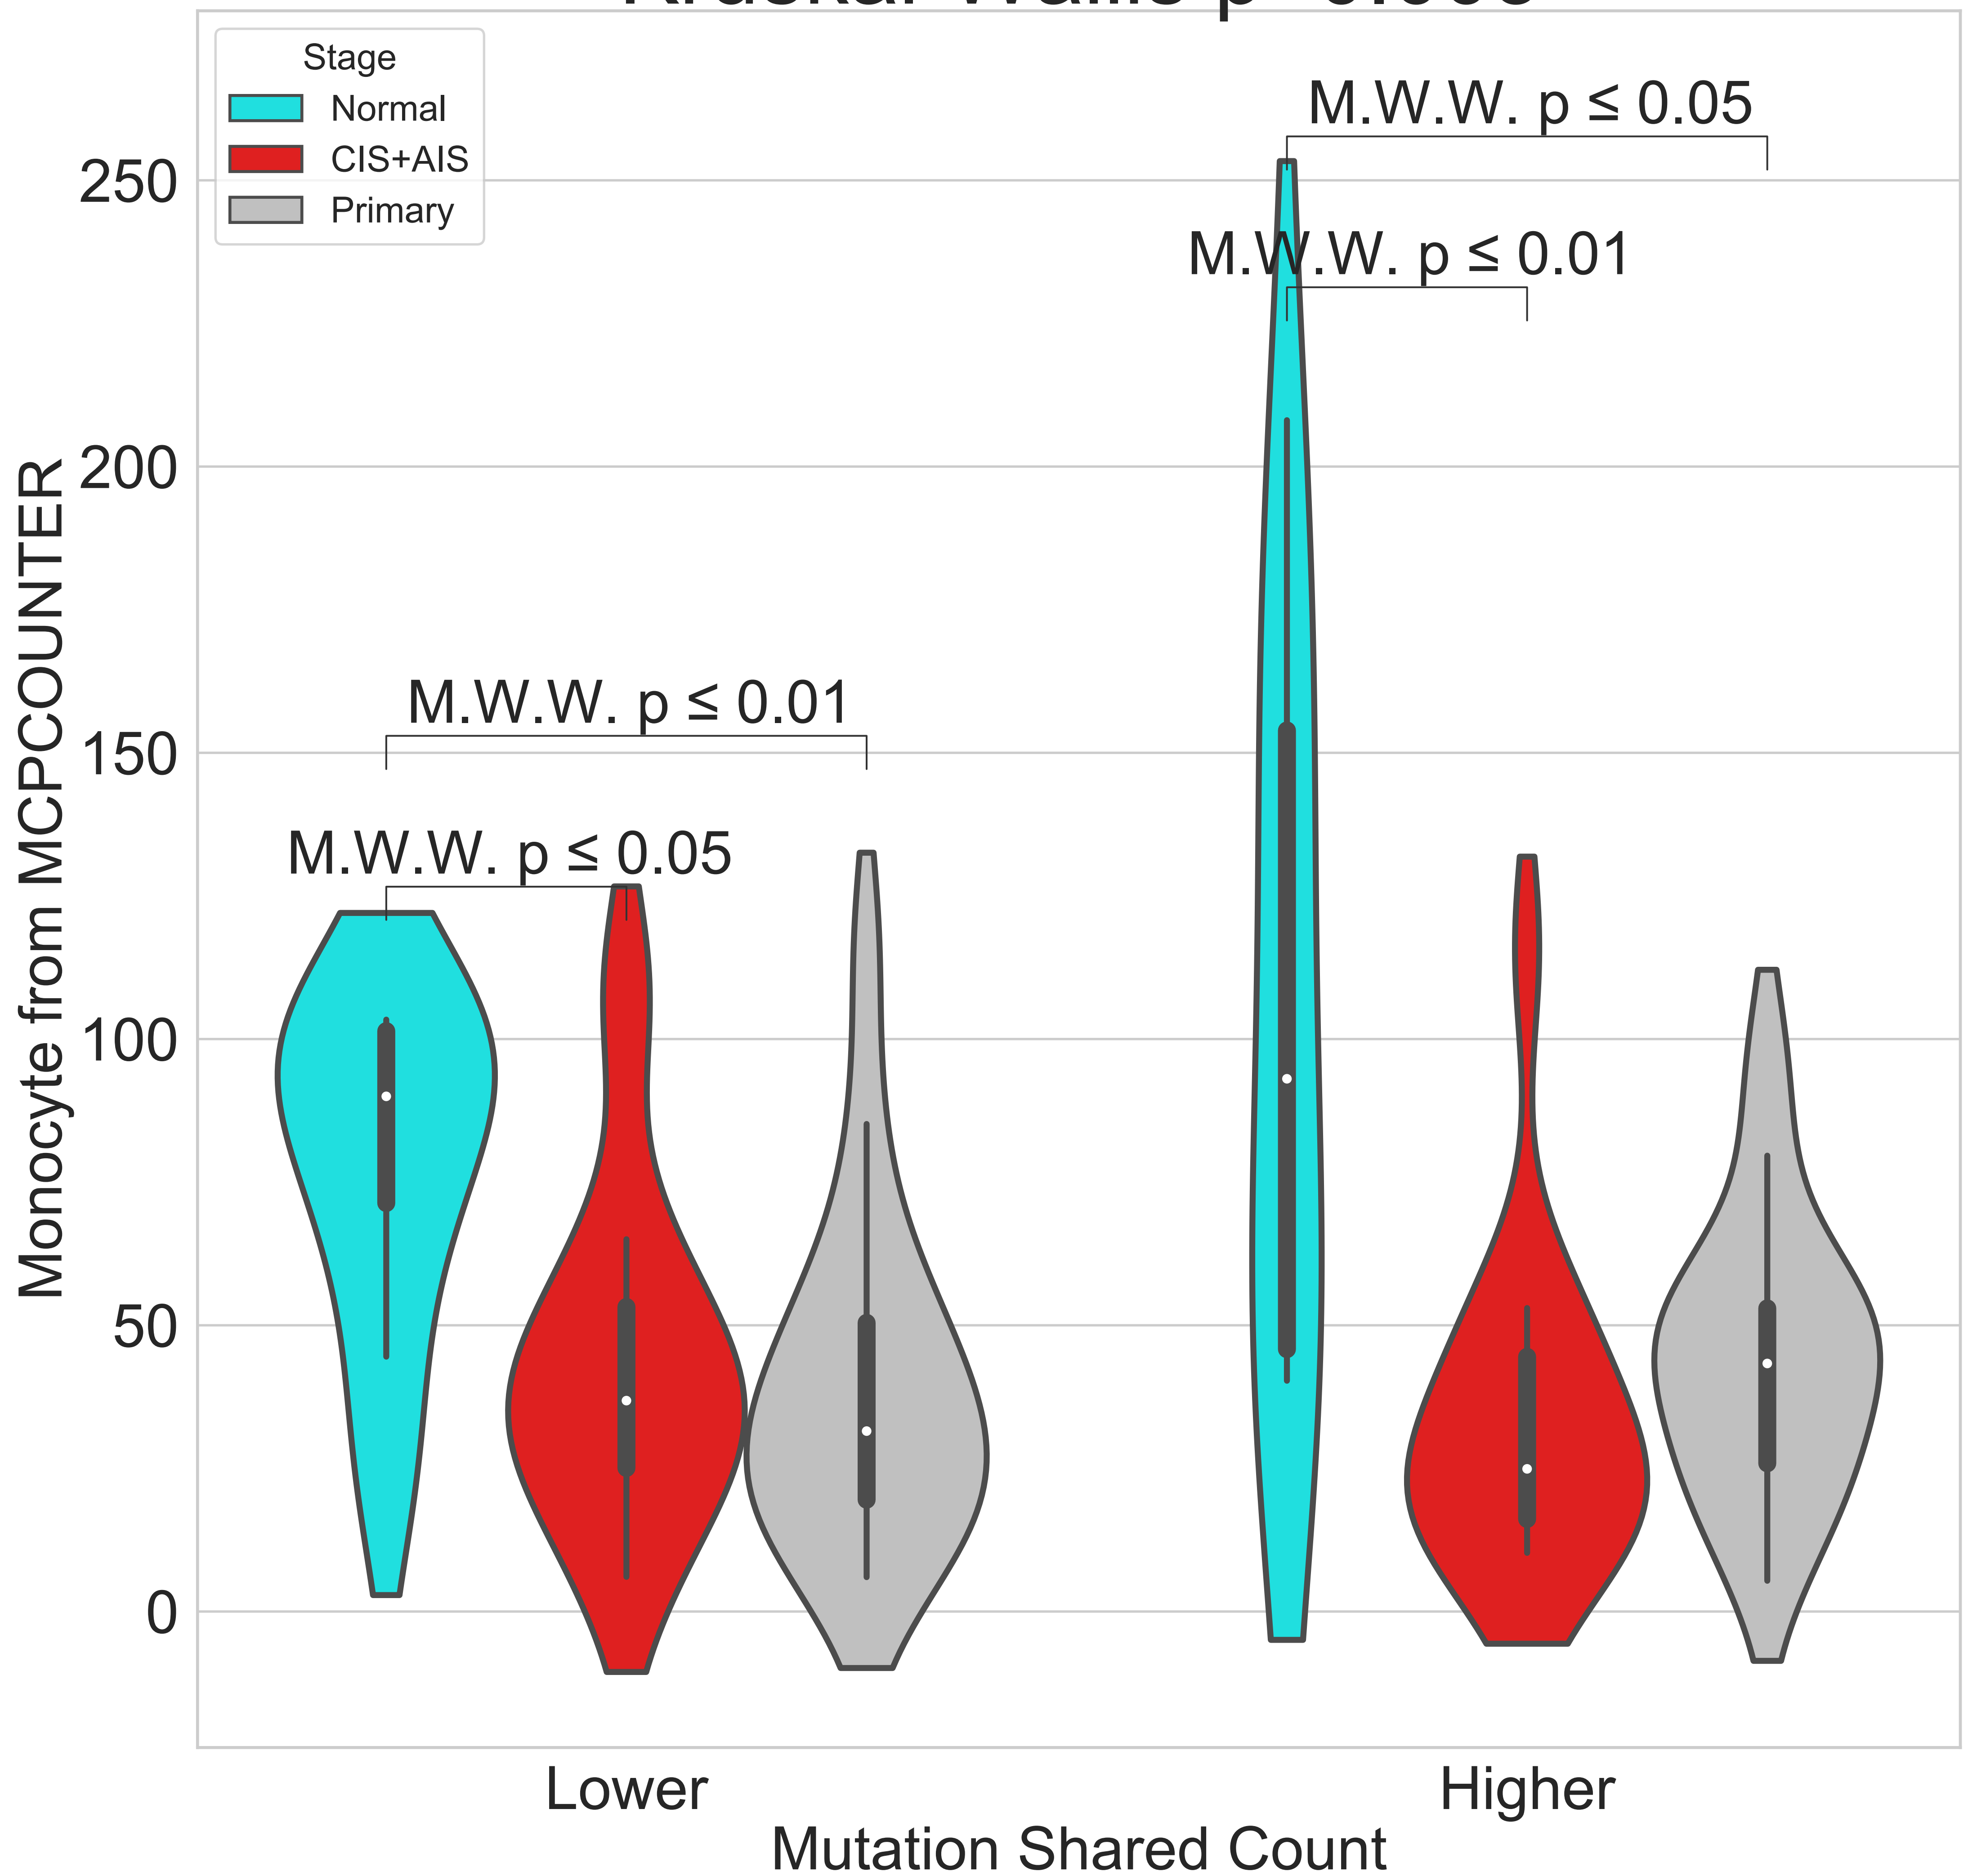 Stage
Normal
CIS+AIS
Primary
M.W.W. p ≤ 0.05
M.W.W. p ≤ 0.01
M.W.W. p ≤ 0.01
M.W.W. p ≤ 0.05
250
200
150
100
50
0
Monocyte from MCPCOUNTER
Lower
Higher
Mutation Shared Count